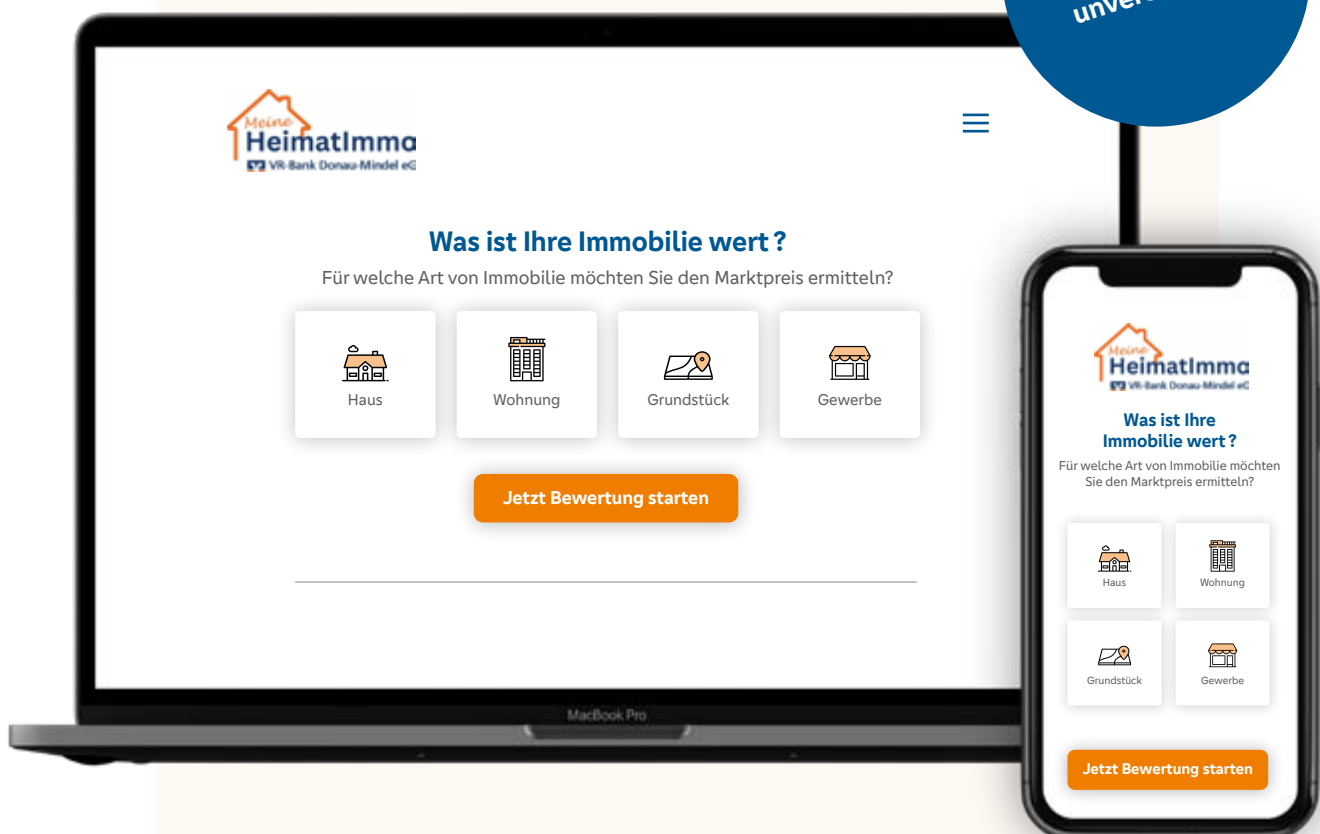 Meine
HeimatImmo
VR-Bank Donau-Mindel eG
Was ist Ihre Immobilie wert ?
Für welche Art von Immobilie möchten Sie den Marktpreis ermitteln?
Haus
Wohnung
Grundstück
Gewerbe
Jetzt Bewertung starten
MacBook Pro
Meine
HeimatImmo
VR-Bank Donau-Mindel eG
Was ist Ihre
Immobilie wert ?
Für welche Art von Immobilie möchten
Sie den Marktpreis ermitteln?
Haus
Wohnung
Grundstück
Gewerbe
Jetzt Bewertung starten